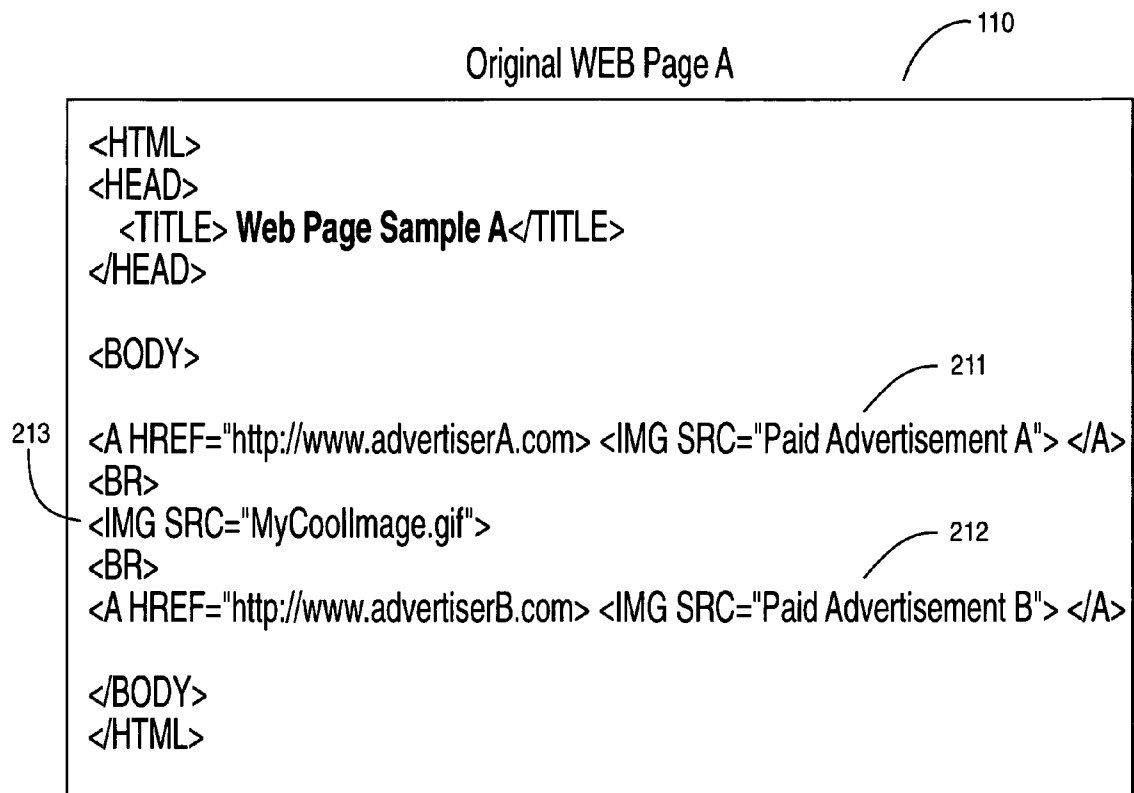 110
Original WEB Page A
<HTML>
<HEAD>
<TITLE> Web Page Sample A</TITLE>
</HEAD>
<BODY>
211
213
<A HREF="http://www.advertiserA.com> <IMG SRC="Paid Advertisement A"> </A>
<BR>
<IMG SRC="MyCoolImage.gif">
212
<BR>
<A HREF="http://www.advertiserB.com> <IMG SRC="Paid Advertisement B"> </A>
</BODY>
</HTML>